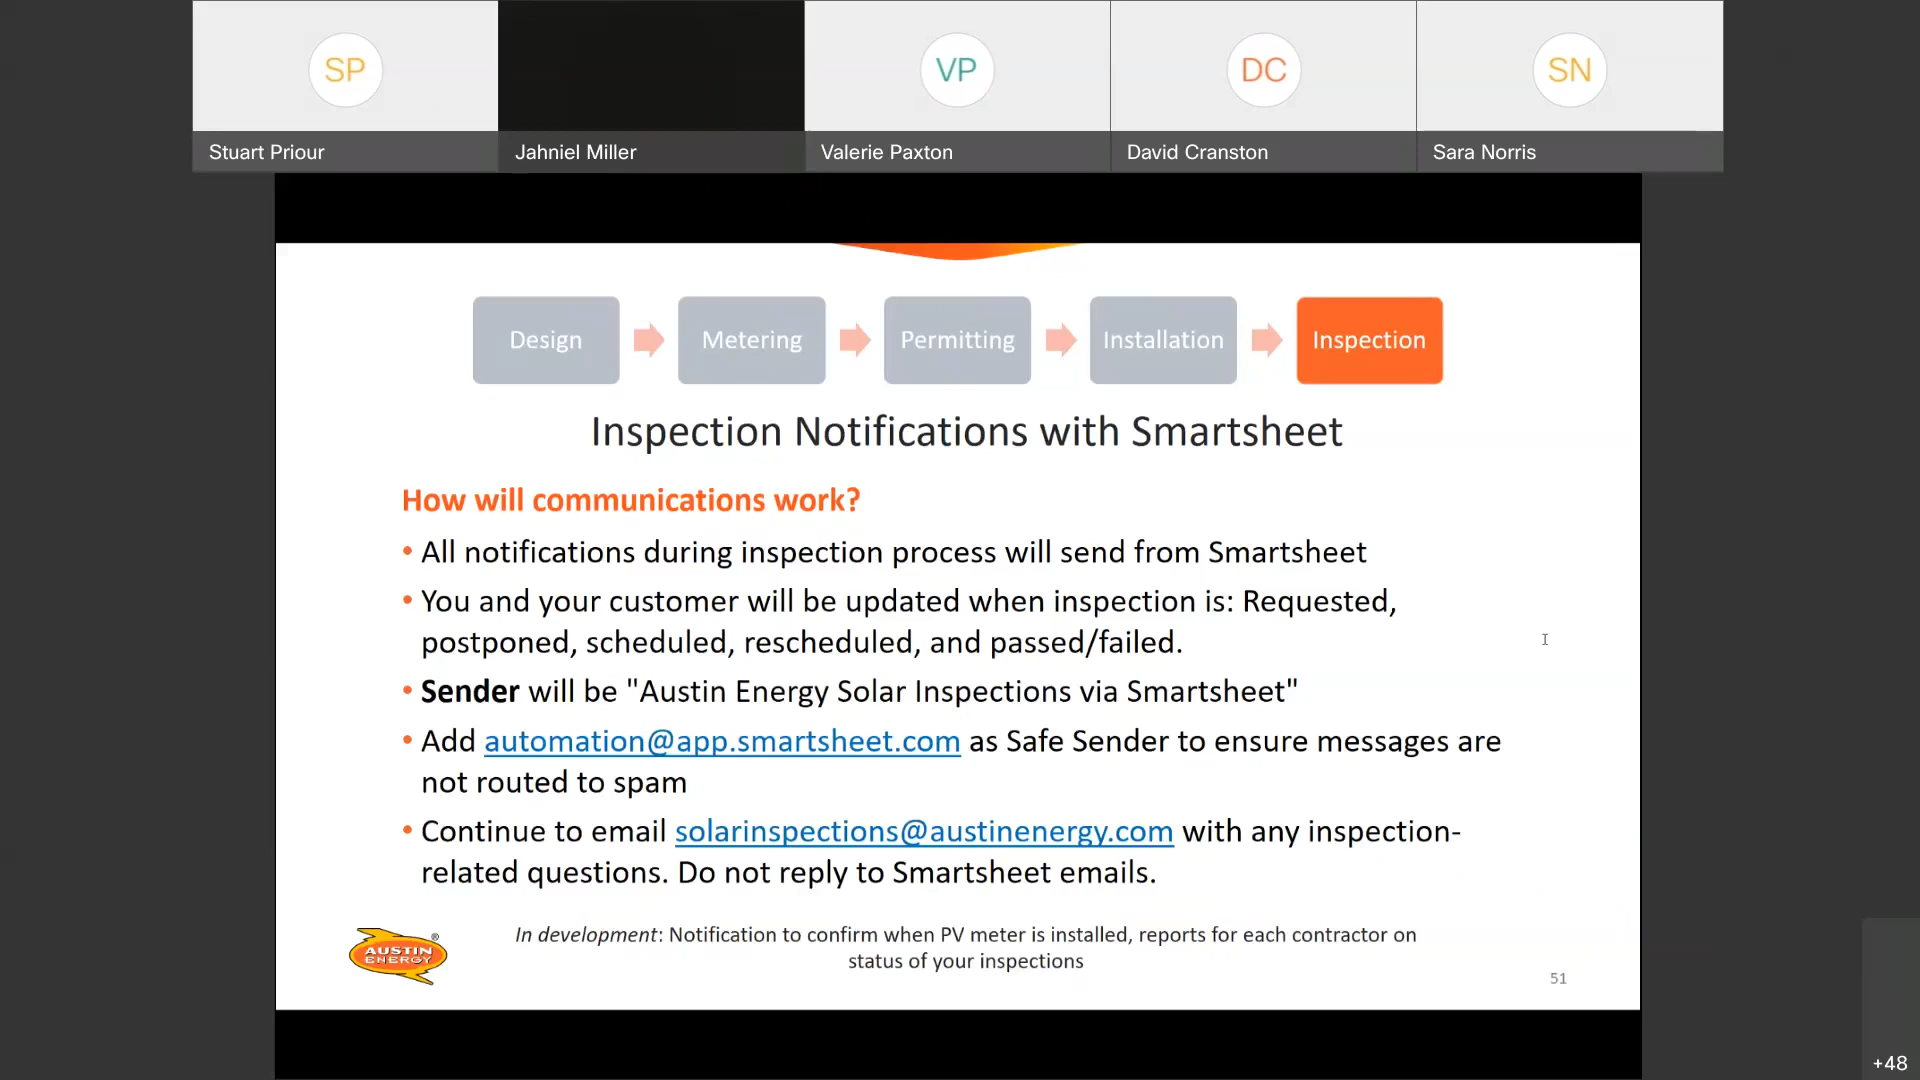 SP
VP
DC
SN
Stuart Priour
Jahniel Miller
Valerie Paxton
David Cranston
Sara Norris
Design
Metering
Permitting
Installation
Inspection
Inspection Notifications with Smartsheet
How will communications work?
• All notifications during inspection process will send from Smartsheet
• You and your customer will be updated when inspection is: Requested,
postponed, scheduled, rescheduled, and passed/failed.
• Sender will be "Austin Energy Solar Inspections via Smartsheet"
• Add automation@app.smartsheet.com as Safe Sender to ensure messages are
not routed to spam
• Continue to email solarinspections@austinenergy.com with any inspection-
related questions. Do not reply to Smartsheet emails.
AUSTIN
ENERGY
®
In development: Notification to confirm when PV meter is installed, reports for each contractor on
status of your inspections
51
+48